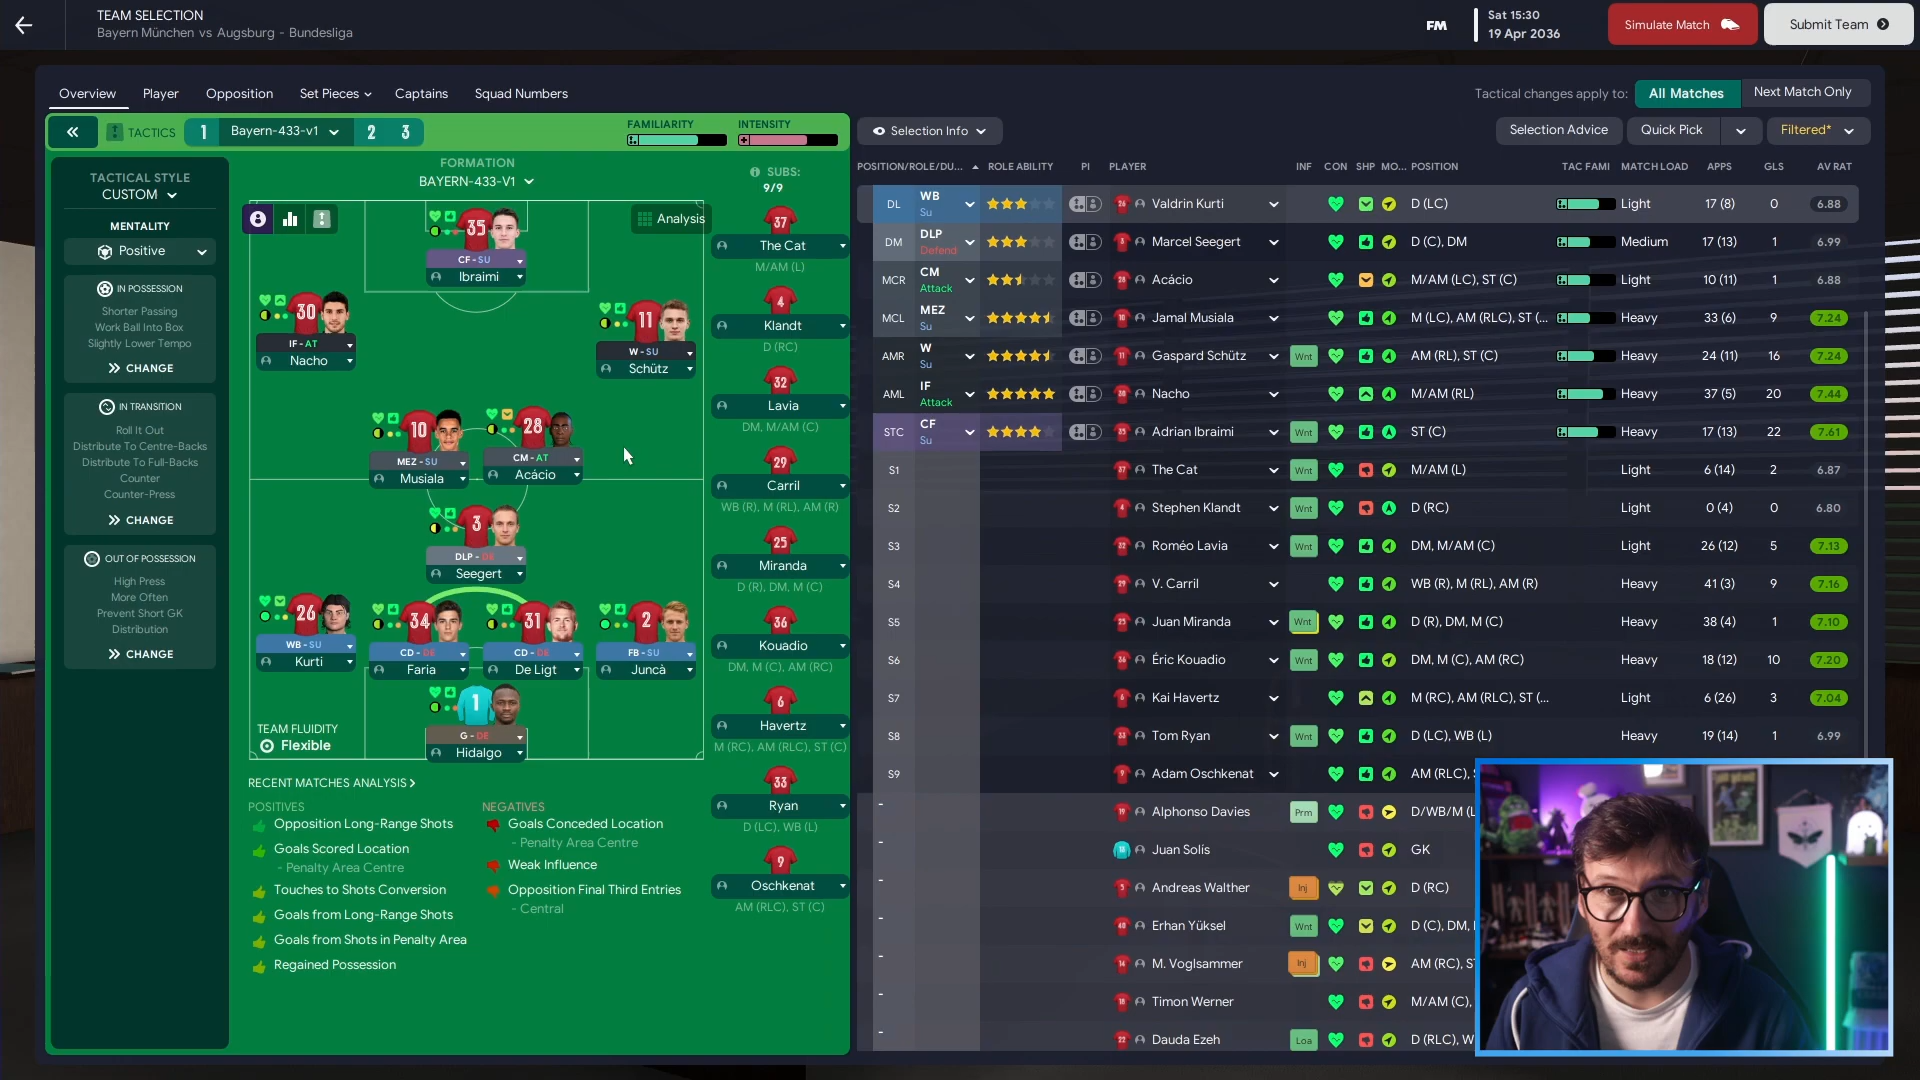 TEAM SELECTION
Bayern München vs Augsburg - Bundesliga
FM
Sat 15:30
19 Apr 2036
Simulate Match
Submit Team
Overview
Player
Opposition
Set Pieces
Captains
Squad Numbers
Tactical changes apply to:
All Matches
Next Match Only
TACTICS
1
Bayern-433-v1
2
3
FAMILIARITY
INTENSITY
Selection Info
Selection Advice
Quick Pick
Filtered*
TACTICAL STYLE
CUSTOM
MENTALITY
Positive
IN POSSESSION
Shorter Passing
Work Ball Into Box
Slightly Lower Tempo
CHANGE
IN TRANSITION
Roll It Out
Distribute To Centre-Backs
Distribute To Full-Backs
Counter
Counter-Press
CHANGE
OUT OF POSSESSION
High Press
More Often
Prevent Short GK
Distribution
CHANGE
FORMATION
BAYERN-433-V1
Analysis
35
CF - SU
Ibraimi
30
IF - AT
Nacho
11
W - SU
Schütz
10
MEZ - SU
Musiala
28
CM - AT
Acácio
3
DLP - DE
Seegert
26
WB - SU
Kurti
34
CD - DE
Faria
31
CD - DE
De Ligt
2
FB - SU
Juncà
1
G - DE
Hidalgo
TEAM FLUIDITY
Flexible
RECENT MATCHES ANALYSIS
POSITIVES
Opposition Long-Range Shots
Goals Scored Location
- Penalty Area Centre
Touches to Shots Conversion
Goals from Long-Range Shots
Goals from Shots in Penalty Area
Regained Possession
NEGATIVES
Goals Conceded Location
- Penalty Area Centre
Weak Influence
Opposition Final Third Entries
- Central
SUBS:
9/9
37
The Cat
M/AM (L)
4
Klandt
D (RC)
32
Lavia
DM, M/AM (C)
29
Carril
WB (R), M (RL), AM (R)
25
Miranda
D (R), DM, M (C)
36
Kouadio
DM, M (C), AM (RC)
6
Havertz
M (RC), AM (RLC), ST (C)
33
Ryan
D (LC), WB (L)
9
Oschkenat
AM (RLC), ST (C)
POSITION/ROLE/DU... ROLE ABILITY PI PLAYER INF CON SHP MO... POSITION TAC FAMI MATCH LOAD APPS GLS AV RAT
DL WB Su Valdrin Kurti D (LC) Light 17 (8) 0 6.88
DM DLP Defend Marcel Seegert D (C), DM Medium 17 (13) 1 6.99
MCR CM Attack Acácio M/AM (LC), ST (C) Light 10 (11) 1 6.88
MCL MEZ Su Jamal Musiala M (LC), AM (RLC), ST (... Heavy 33 (6) 9 7.24
AMR W Su Gaspard Schütz Wnt AM (RL), ST (C) Heavy 24 (11) 16 7.24
AML IF Attack Nacho M/AM (RL) Heavy 37 (5) 20 7.44
STC CF Su Adrian Ibraimi Wnt ST (C) Heavy 17 (13) 22 7.61
S1 The Cat Wnt M/AM (L) Light 6 (14) 2 6.87
S2 Stephen Klandt Wnt D (RC) Light 0 (4) 0 6.80
S3 Roméo Lavia Wnt DM, M/AM (C) Light 26 (12) 5 7.13
S4 V. Carril WB (R), M (RL), AM (R) Heavy 41 (3) 9 7.16
S5 Juan Miranda Wnt D (R), DM, M (C) Heavy 38 (4) 1 7.10
S6 Éric Kouadio Wnt DM, M (C), AM (RC) Heavy 18 (12) 10 7.20
S7 Kai Havertz M (RC), AM (RLC), ST (... Light 6 (26) 3 7.04
S8 Tom Ryan Wnt D (LC), WB (L) Heavy 19 (14) 1 6.99
S9 Adam Oschkenat AM (RLC),
- Alphonso Davies Prm D/WB/M (L
- Juan Solís GK
- Andreas Walther Inj D (RC)
- Erhan Yüksel Wnt D (C), DM,
- M. Voglsammer Inj AM (RC), S
- Timon Werner M/AM (C),
- Dauda Ezeh Loa D (RLC), W